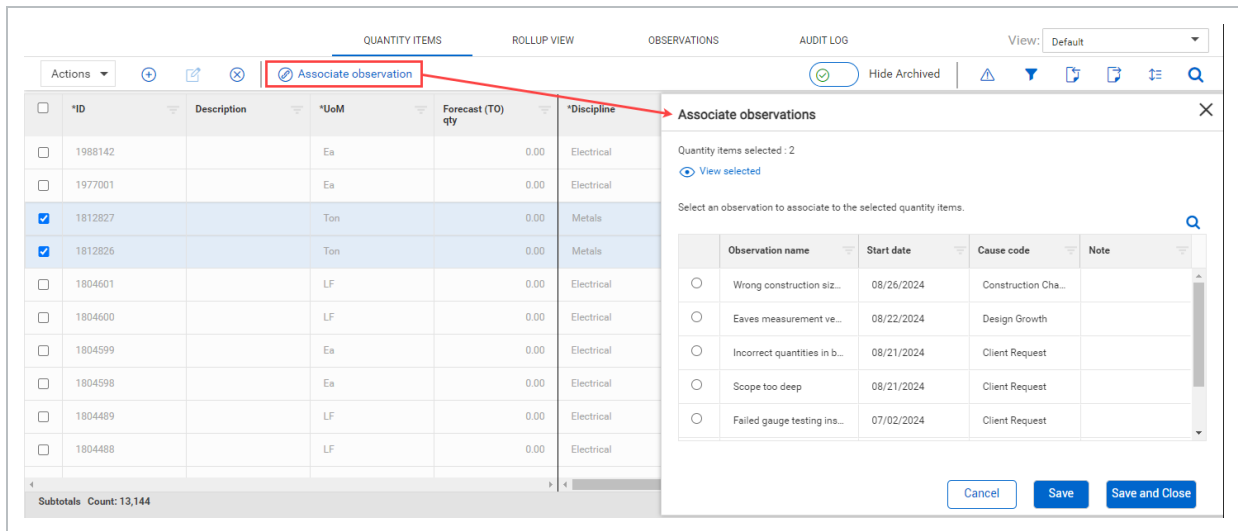 QUANTITY ITEMS ROLLUP VIEW OBSERVATIONS AUDIT LOG View: Default
Actions Associate observation Hide Archived
*ID Description *UoM Forecast (TO) qty *Discipline
1988142 Ea 0.00 Electrical
1977001 Ea 0.00 Electrical
1812827 Ton 0.00 Metals
1812826 Ton 0.00 Metals
1804601 LF 0.00 Electrical
1804600 LF 0.00 Electrical
1804599 Ea 0.00 Electrical
1804598 Ea 0.00 Electrical
1804489 LF 0.00 Electrical
1804488 LF 0.00 Electrical
Subtotals Count: 13,144
Associate observations
Quantity items selected : 2
View selected
Select an observation to associate to the selected quantity items.
Observation name Start date Cause code Note
Wrong construction siz... 08/26/2024 Construction Cha...
Eaves measurement ve... 08/22/2024 Design Growth
Incorrect quantities in b... 08/21/2024 Client Request
Scope too deep 08/21/2024 Client Request
Failed gauge testing ins... 07/02/2024 Client Request
Cancel Save Save and Close